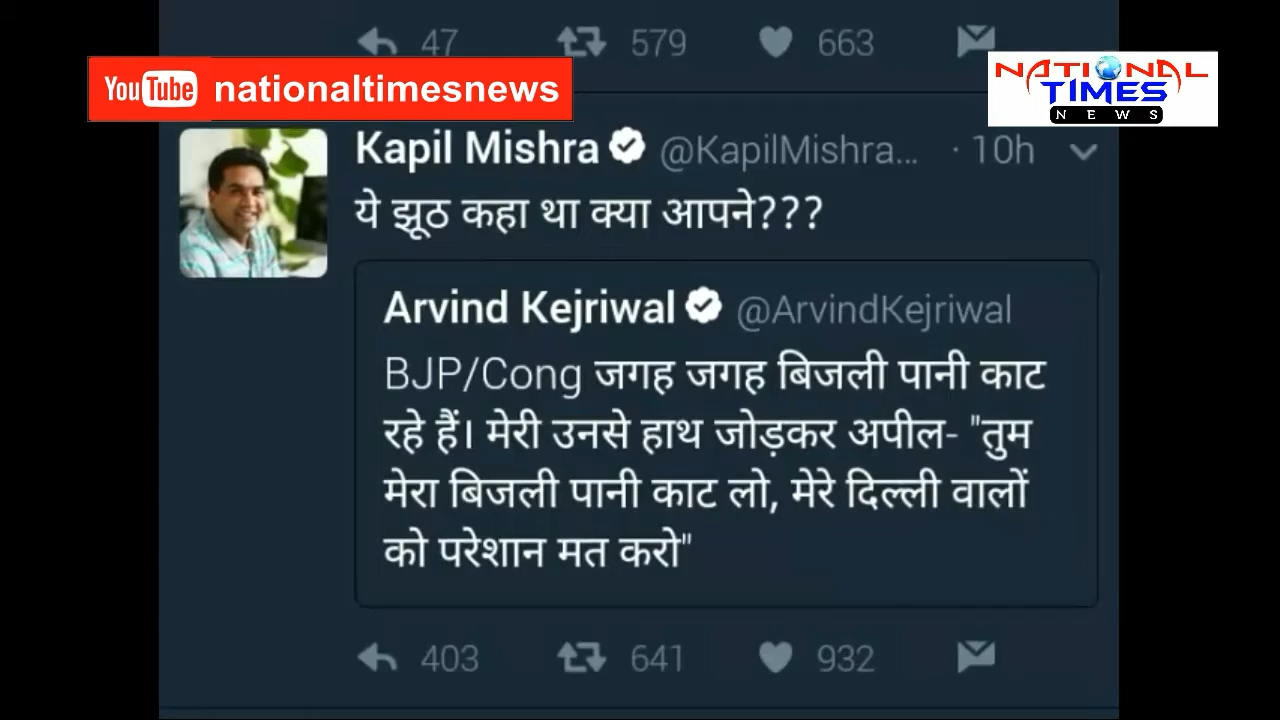 47 579 663
YouTube nationaltimesnews
NATIONAL
TIMES
NEWS
Kapil Mishra @KapilMishra... · 10h
ये झूठ कहा था क्या आपने???
Arvind Kejriwal @ArvindKejriwal
BJP/Cong जगह जगह बिजली पानी काट
रहे हैं। मेरी उनसे हाथ जोड़कर अपील- "तुम
मेरा बिजली पानी काट लो, मेरे दिल्ली वालों
को परेशान मत करो"
403 641 932